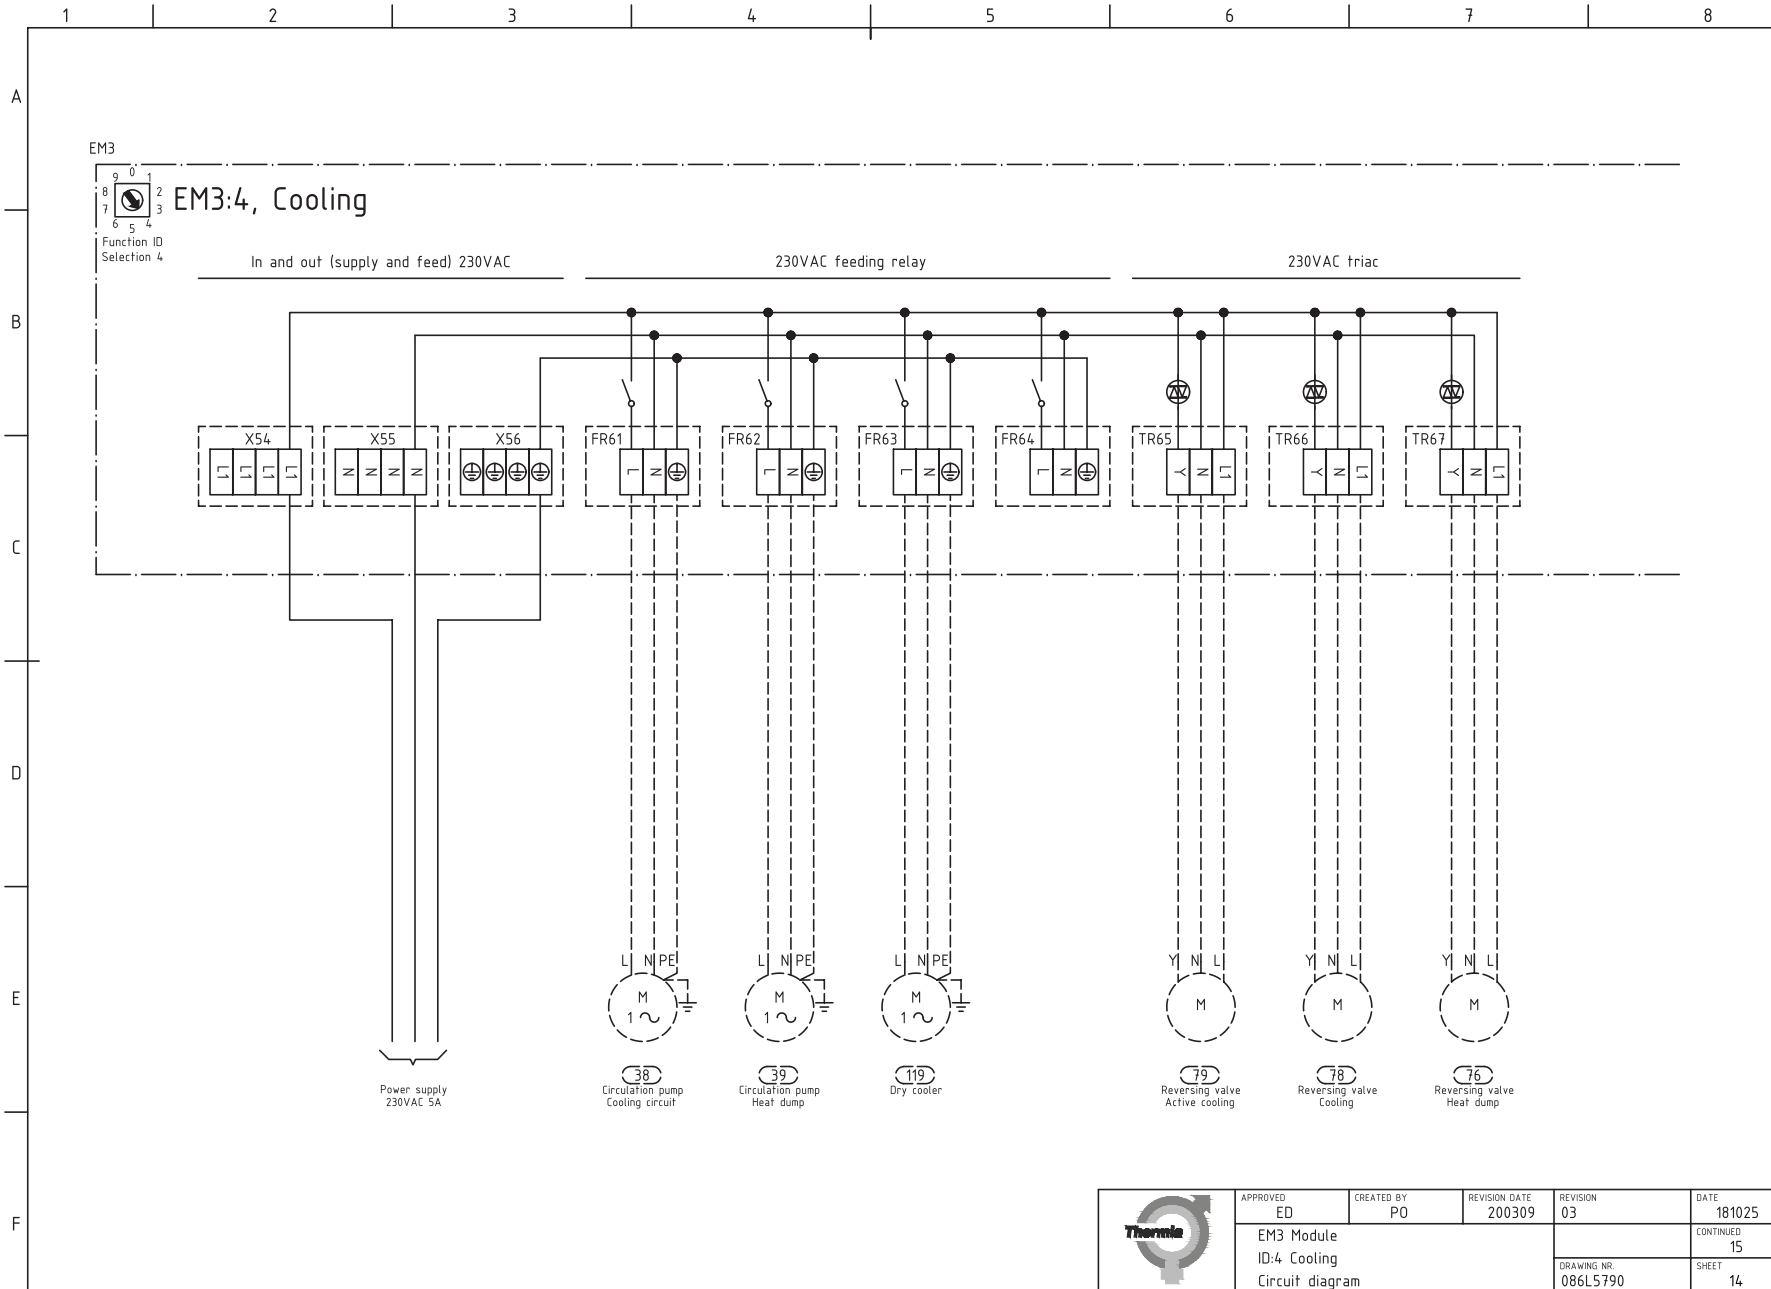 1 2 3 4 5 6 7 8
A
EM3
9 0 1
8 2
7 3
6 5 4
EM3:4, Cooling
Function ID
Selection 4
In and out (supply and feed) 230VAC
230VAC feeding relay
230VAC triac
B
X54 X55 X56 FR61 FR62 FR63 FR64 TR65 TR66 TR67
L1 L1 L1 L1 N N N N L N L N L N L N Y N L1 Y N L1 Y N L1
C
D
L N PE L N PE L N PE Y N L Y N L Y N L
E
M M M M M M
1 1 1
38 39 119 79 78 76
Power supply
230VAC 5A
Circulation pump
Cooling circuit
Circulation pump
Heat dump
Dry cooler
Reversing valve
Active cooling
Reversing valve
Cooling
Reversing valve
Heat dump
F
Thermia
APPROVED
ED
CREATED BY
PO
REVISION DATE
200309
REVISION
03
DATE
181025
EM3 Module
ID:4 Cooling
Circuit diagram
CONTINUED
15
DRAWING NR.
086L5790
SHEET
14